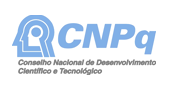 CNPq
Conselho Nacional de Desenvolvimento
Científico e Tecnológico